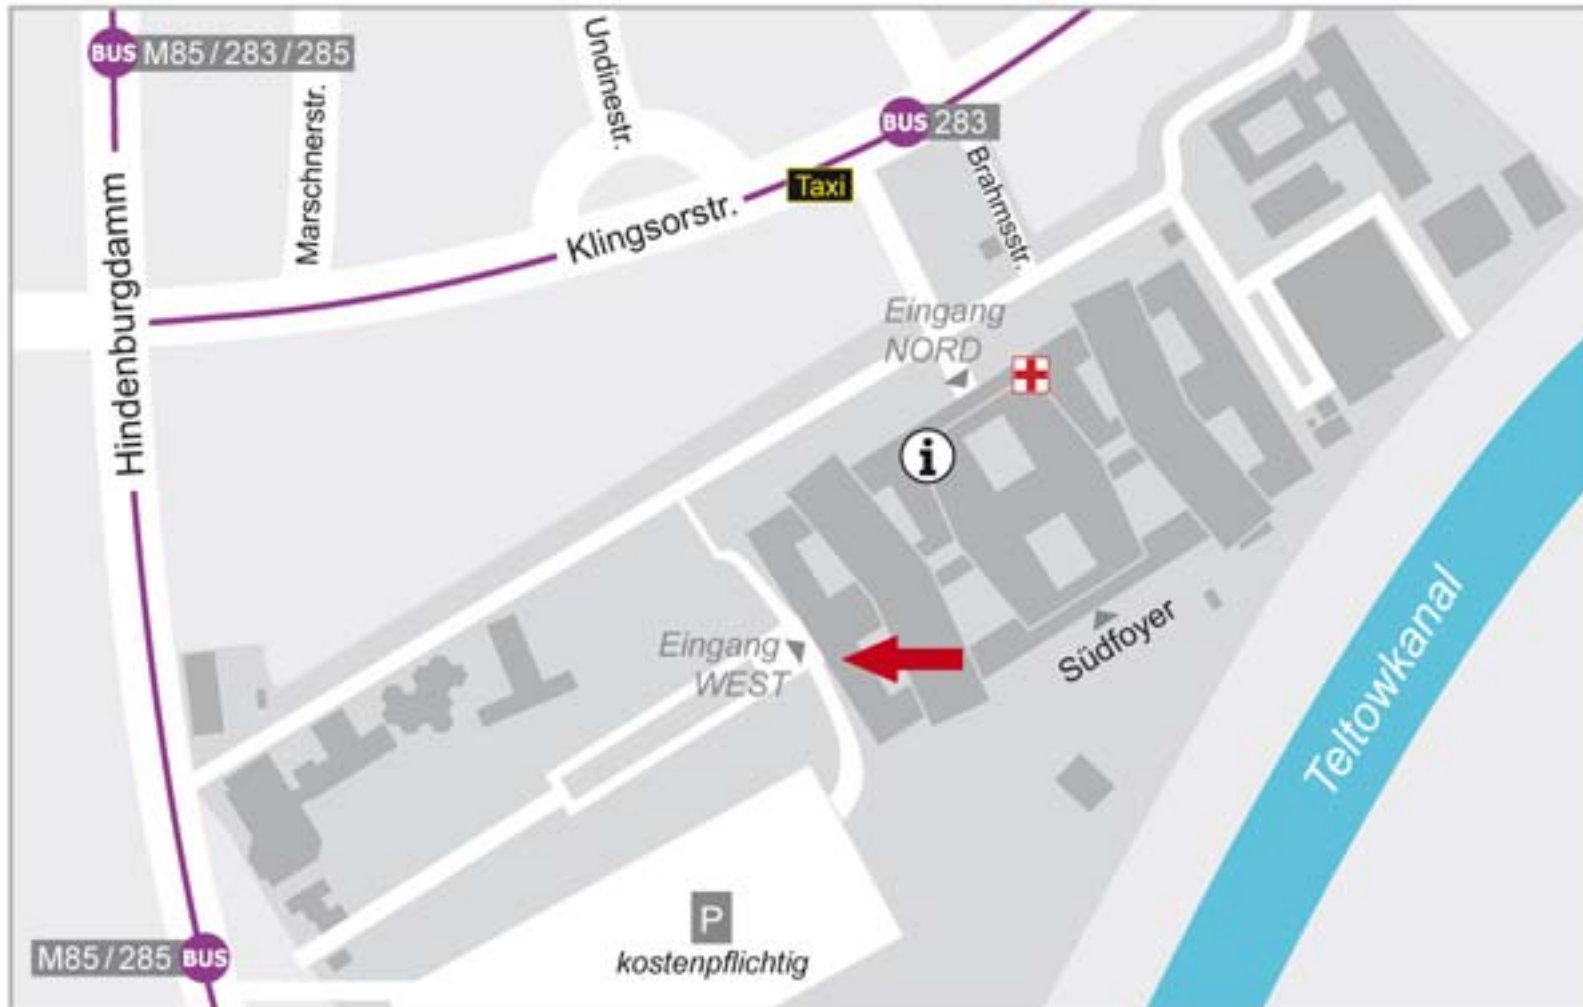 BUS M85 / 283 / 285
Undinestr.
Marschnerstr.
BUS 283
Taxi
Brahmsstr.
Klingsorstr.
Hindenburgdamm
Eingang
NORD
i
Eingang
WEST
Südfoyer
Teltowkanal
P
kostenpflichtig
M85 / 285 BUS